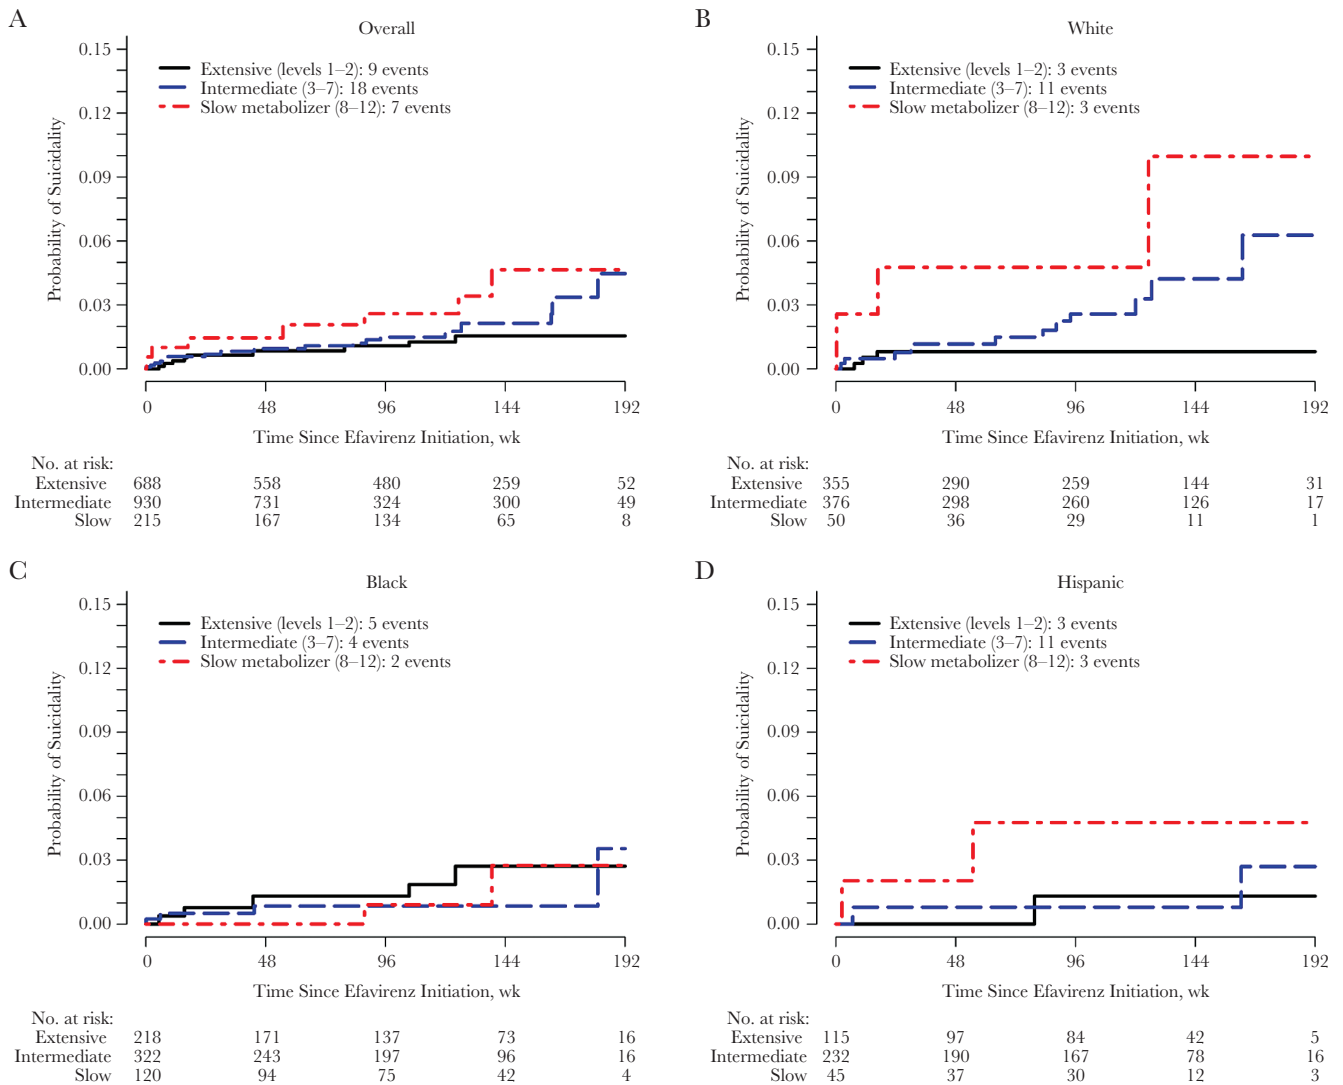 A
Overall
Probability of Suicidality
0.15
0.12
0.09
0.06
0.03
0.00
Extensive (levels 1–2): 9 events
Intermediate (3–7): 18 events
Slow metabolizer (8–12): 7 events
0 48 96 144 192
Time Since Efavirenz Initiation, wk
No. at risk:
Extensive 688 558 480 259 52
Intermediate 930 731 324 300 49
Slow 215 167 134 65 8
B
White
Probability of Suicidality
0.15
0.12
0.09
0.06
0.03
0.00
Extensive (levels 1–2): 3 events
Intermediate (3–7): 11 events
Slow metabolizer (8–12): 3 events
0 48 96 144 192
Time Since Efavirenz Initiation, wk
No. at risk:
Extensive 355 290 259 144 31
Intermediate 376 298 260 126 17
Slow 50 36 29 11 1
C
Black
Probability of Suicidality
0.15
0.12
0.09
0.06
0.03
0.00
Extensive (levels 1–2): 5 events
Intermediate (3–7): 4 events
Slow metabolizer (8–12): 2 events
0 48 96 144 192
Time Since Efavirenz Initiation, wk
No. at risk:
Extensive 218 171 137 73 16
Intermediate 322 243 197 96 16
Slow 120 94 75 42 4
D
Hispanic
Probability of Suicidality
0.15
0.12
0.09
0.06
0.03
0.00
Extensive (levels 1–2): 3 events
Intermediate (3–7): 11 events
Slow metabolizer (8–12): 3 events
0 48 96 144 192
Time Since Efavirenz Initiation, wk
No. at risk:
Extensive 115 97 84 42 5
Intermediate 232 190 167 78 16
Slow 45 37 30 12 3